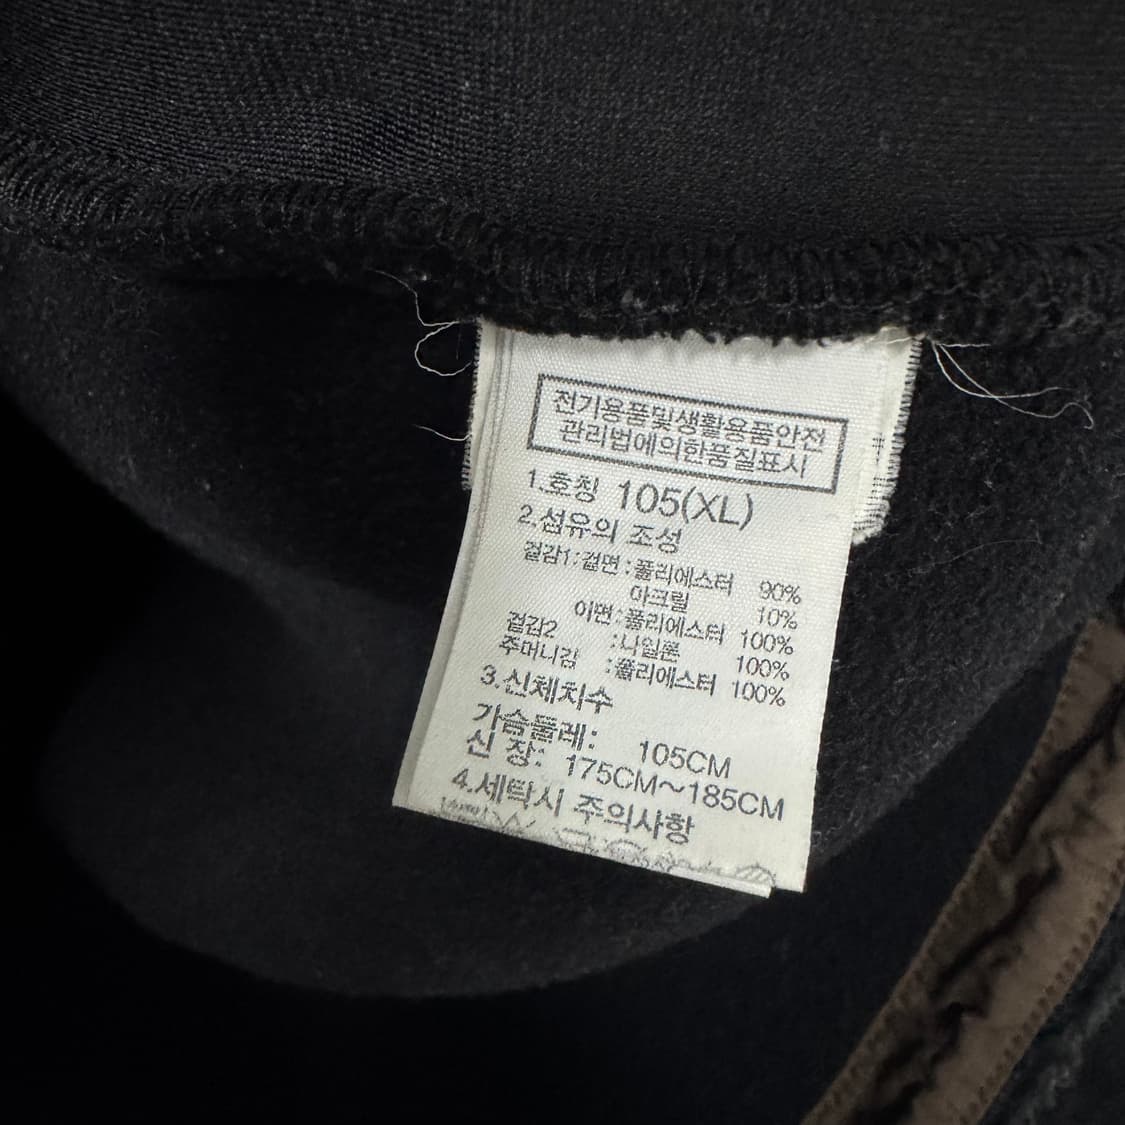 전기용품및생활용품안전
관리법에의한품질표시
1.호칭 105(XL)
2.섬유의 조성
겉감1:겉면:폴리에스터 90%
아크릴 10%
이면:폴리에스터 100%
겉감2 :나일론 100%
주머니감 :폴리에스터 100%
3.신체치수
가슴둘레: 105CM
신 장: 175CM~185CM
4.세탁시 주의사항